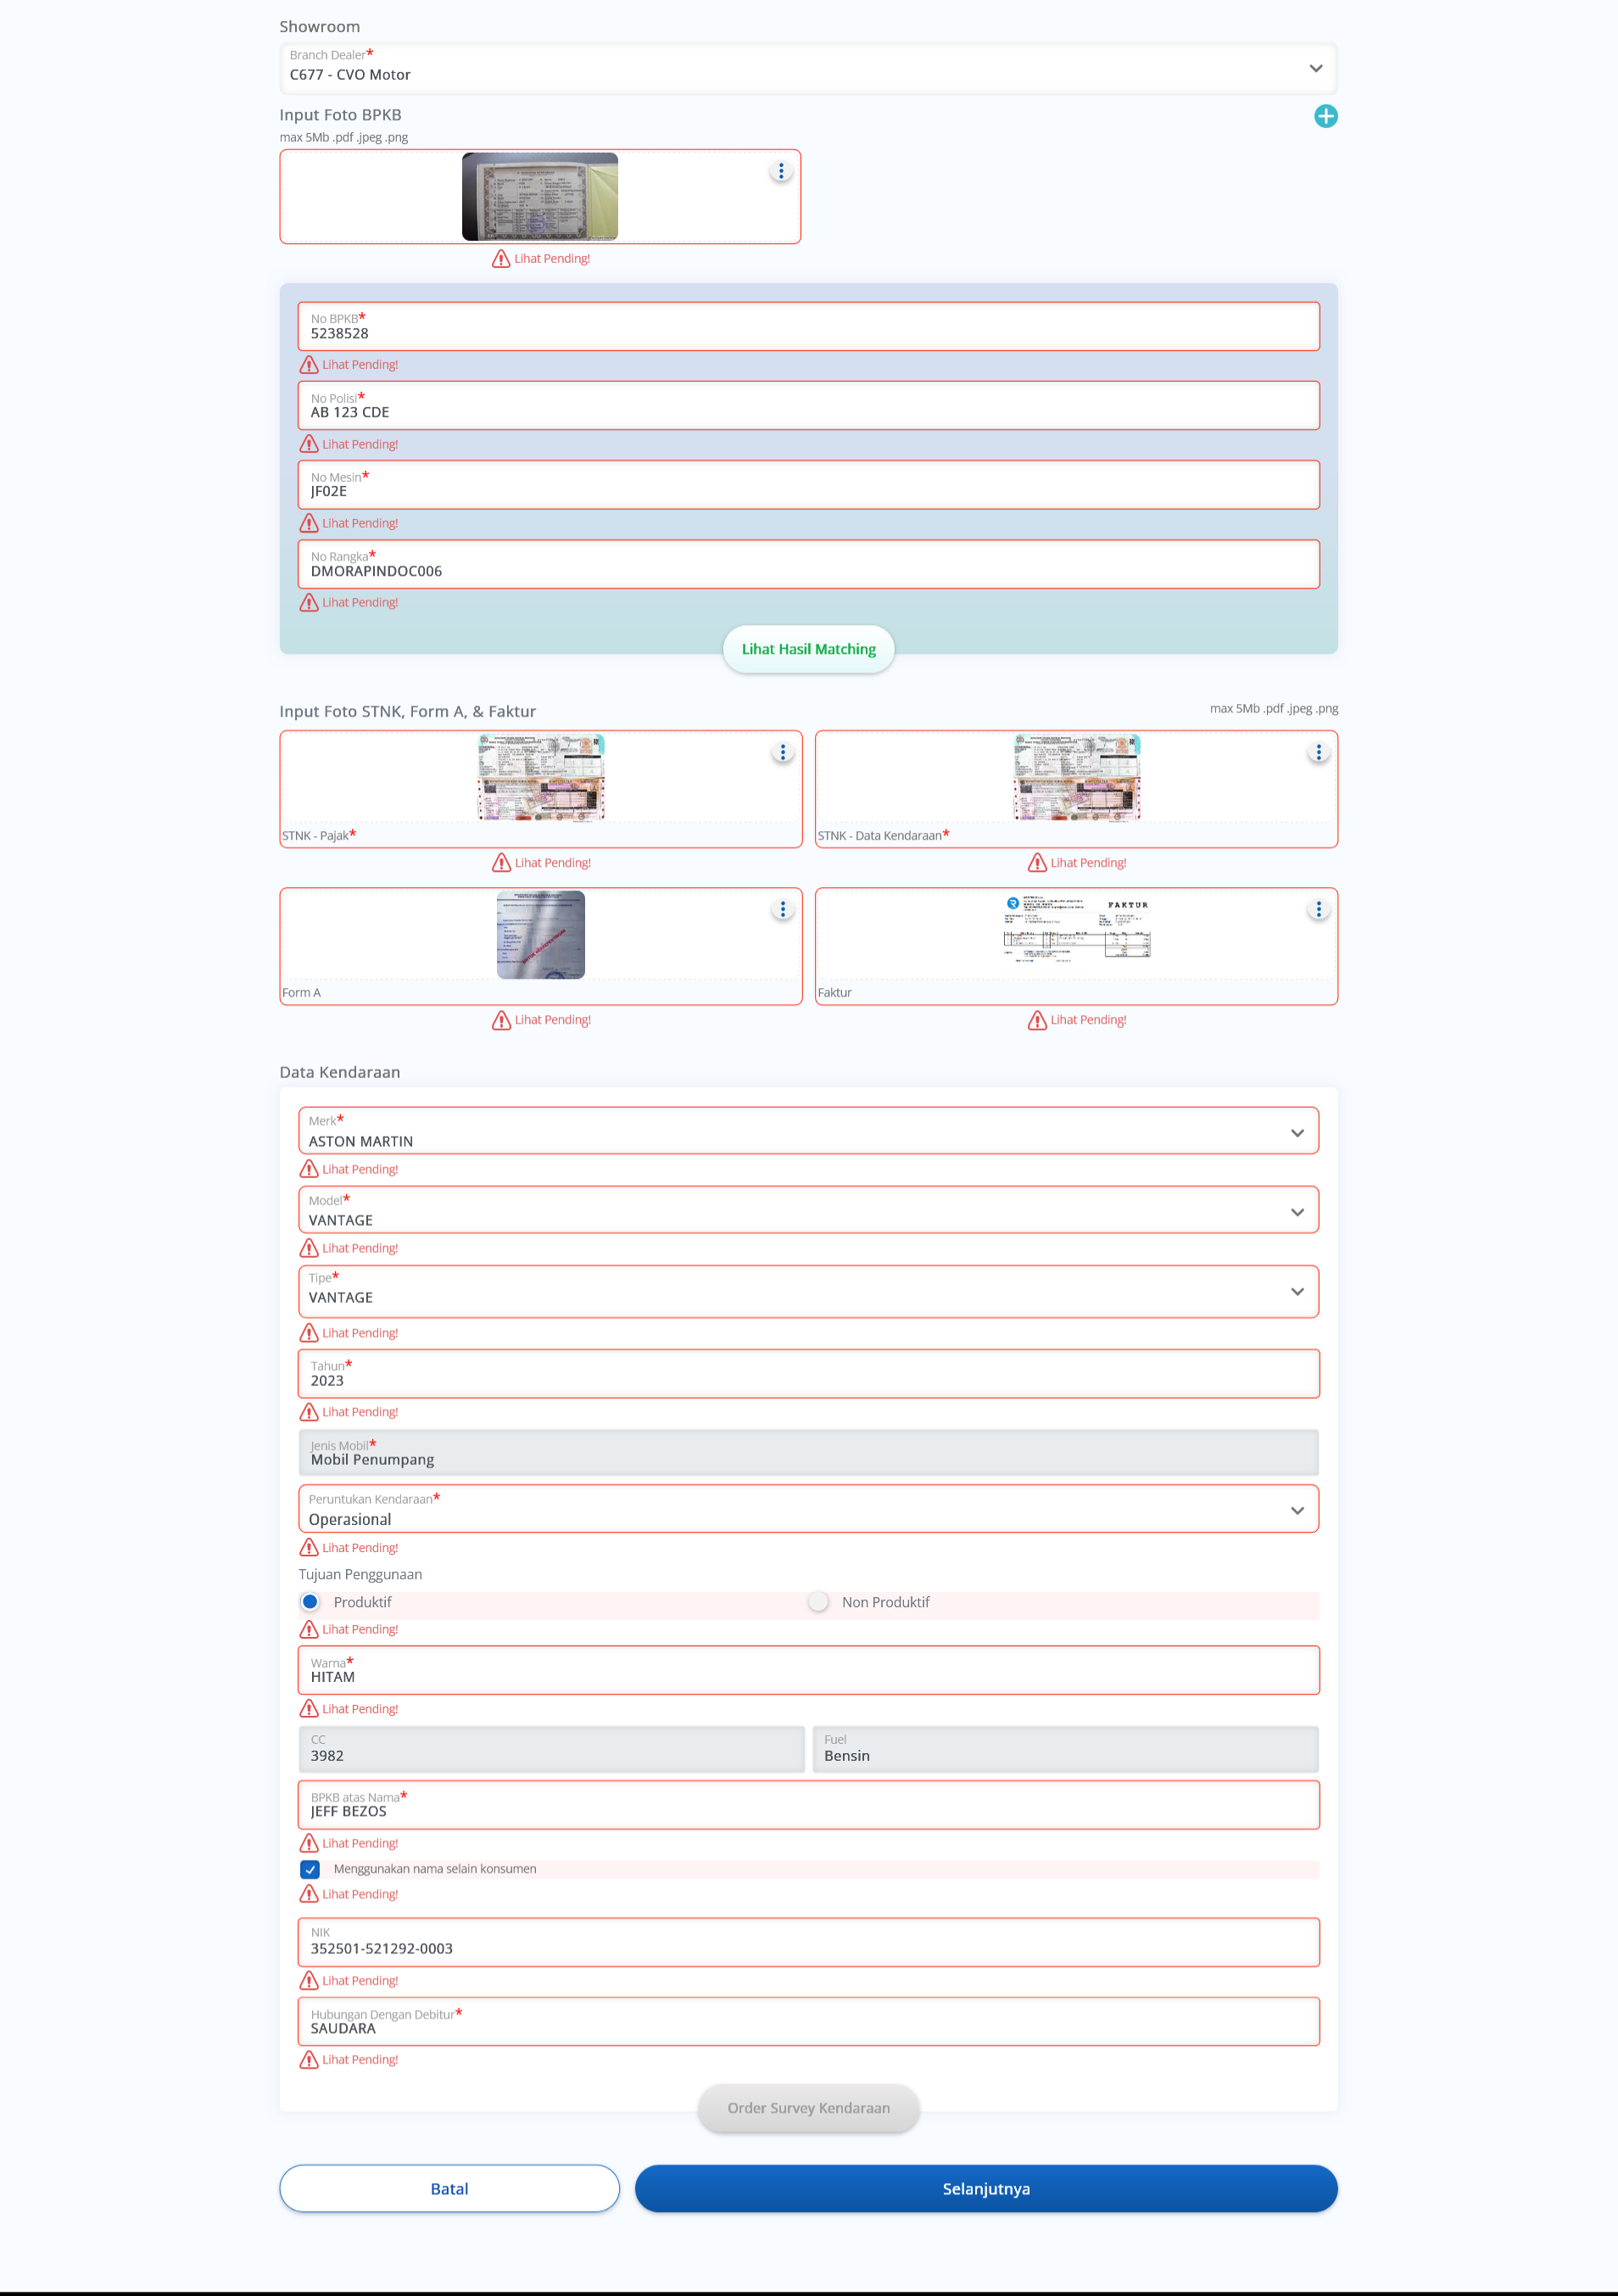 Showroom
Branch Dealer*
C677 - CVO Motor
Input Foto BPKB
max 5Mb .pdf .jpeg .png
Lihat Pending!
No BPKB*
5238528
Lihat Pending!
No Polisi*
AB 123 CDE
Lihat Pending!
No Mesin*
JF02E
Lihat Pending!
No Rangka*
DMORAPINDOC006
Lihat Pending!
Lihat Hasil Matching
Input Foto STNK, Form A, & Faktur
max 5Mb .pdf .jpeg .png
STNK - Pajak*
STNK - Data Kendaraan*
Lihat Pending!
Lihat Pending!
FAKTUR
Form A
Faktur
Lihat Pending!
Lihat Pending!
Data Kendaraan
Merk*
ASTON MARTIN
Lihat Pending!
Model*
VANTAGE
Lihat Pending!
Tipe*
VANTAGE
Lihat Pending!
Tahun*
2023
Lihat Pending!
Jenis Mobil*
Mobil Penumpang
Peruntukan Kendaraan*
Operasional
Lihat Pending!
Tujuan Penggunaan
Produktif
Non Produktif
Lihat Pending!
Warna*
HITAM
Lihat Pending!
CC
3982
Fuel
Bensin
BPKB atas Nama*
JEFF BEZOS
Lihat Pending!
Menggunakan nama selain konsumen
Lihat Pending!
NIK
352501-521292-0003
Lihat Pending!
Hubungan Dengan Debitur*
SAUDARA
Lihat Pending!
Order Survey Kendaraan
Batal
Selanjutnya